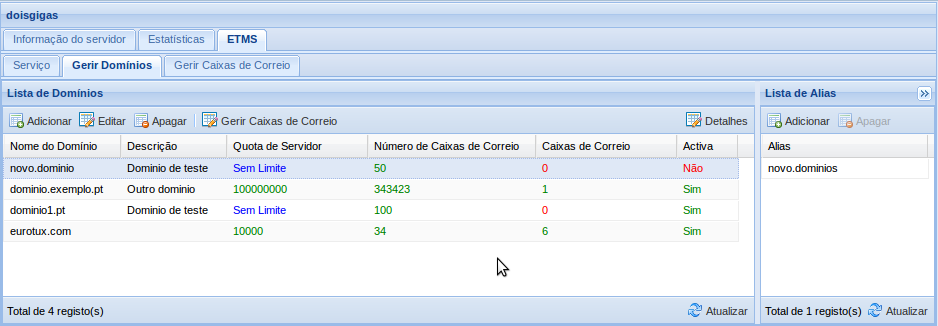 doisgigas
Informação do servidor Estatísticas ETMS
Serviço Gerir Domínios Gerir Caixas de Correio
Lista de Domínios
Adicionar Editar Apagar Gerir Caixas de Correio Detalhes
Nome do Domínio Descrição Quota de Servidor Número de Caixas de Correio Caixas de Correio Activa
novo.dominio Dominio de teste Sem Limite 50 0 Não
dominio.exemplo.pt Outro dominio 100000000 343423 1 Sim
dominio1.pt Dominio de teste Sem Limite 100 0 Sim
eurotux.com 10000 34 6 Sim
Total de 4 registo(s) Atualizar
Lista de Alias
Adicionar Apagar
Alias
novo.dominios
Total de 1 registo(s) Atualizar